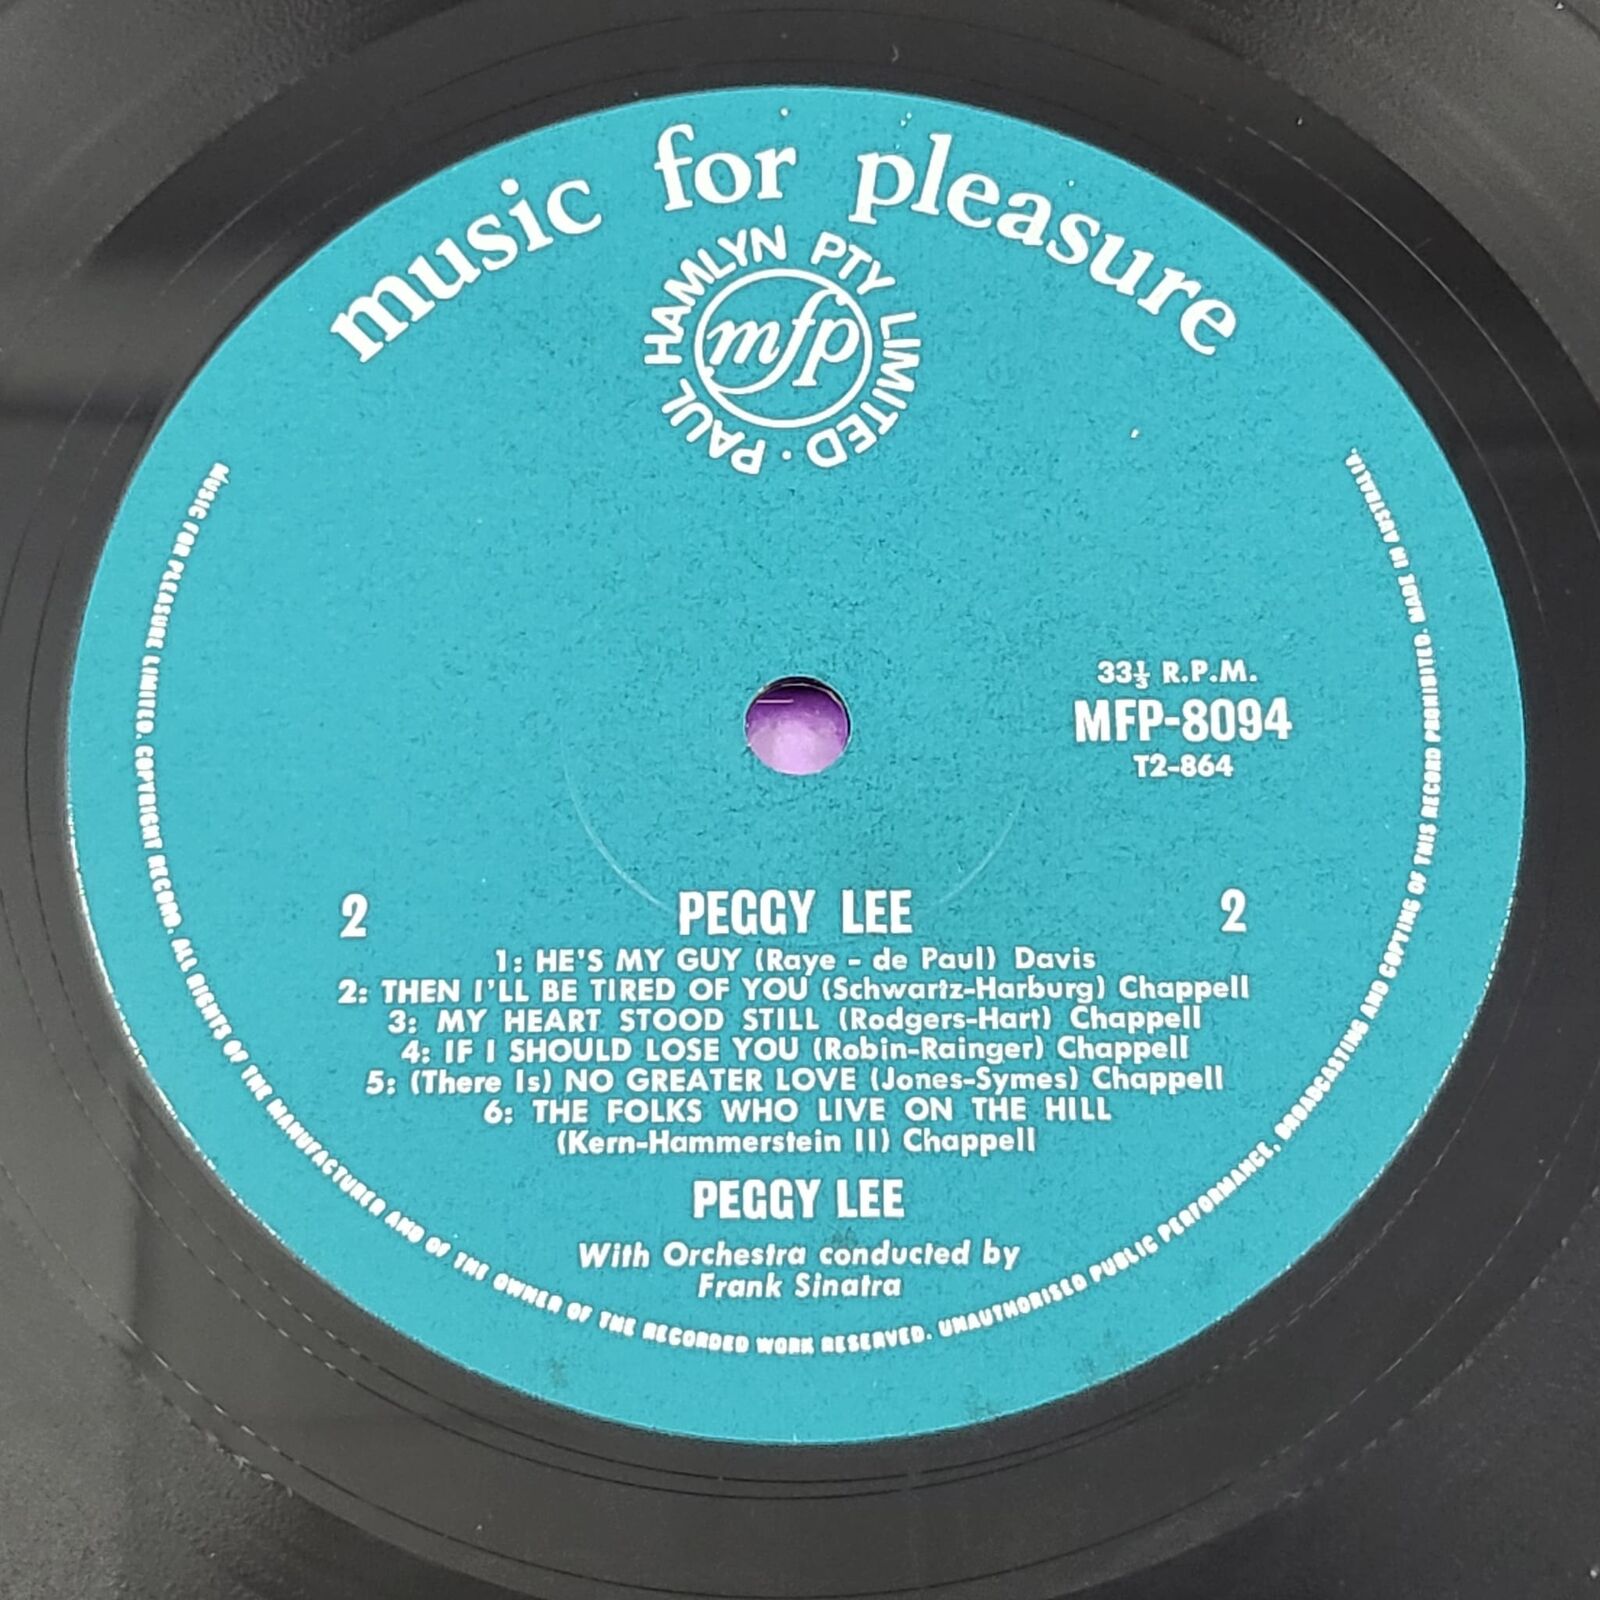 music for pleasure
PAUL HAMLYN PTY LIMITED ·
mfp
33⅓ R.P.M.
MFP-8094
T2-864
2 PEGGY LEE 2
1: HE'S MY GUY (Raye - de Paul) Davis
2: THEN I'LL BE TIRED OF YOU (Schwartz-Harburg) Chappell
3: MY HEART STOOD STILL (Rodgers-Hart) Chappell
4: IF I SHOULD LOSE YOU (Robin-Rainger) Chappell
5: (There Is) NO GREATER LOVE (Jones-Symes) Chappell
6: THE FOLKS WHO LIVE ON THE HILL
(Kern-Hammerstein II) Chappell
PEGGY LEE
With Orchestra conducted by
Frank Sinatra
MUSIC FOR PLEASURE LIMITED. COPYRIGHT RECORD. ALL RIGHTS OF THE MANUFACTURER AND OF THE OWNER OF THE RECORDED WORK RESERVED. UNAUTHORISED PUBLIC PERFORMANCE, BROADCASTING AND COPYING OF THIS RECORD PROHIBITED. MADE IN AUSTRALIA.